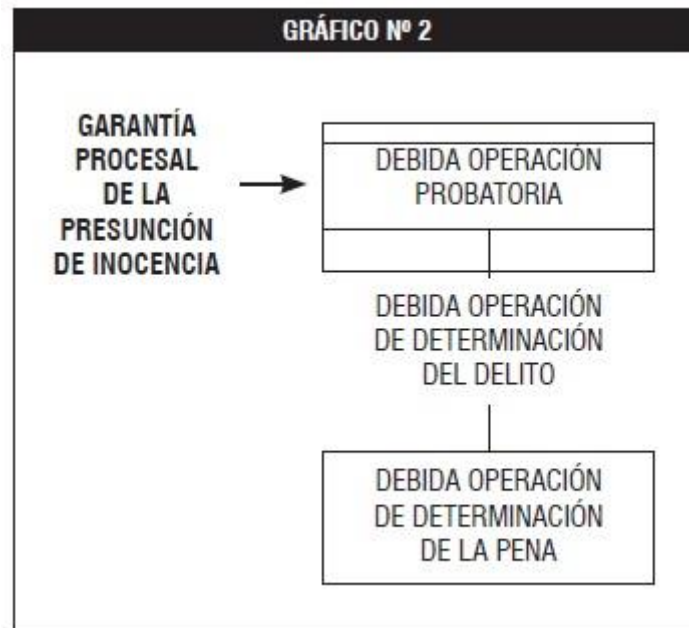 GRÁFICO Nº 2
GARANTÍA
PROCESAL
DE LA
PRESUNCIÓN
DE INOCENCIA
DEBIDA OPERACIÓN
PROBATORIA
DEBIDA OPERACIÓN
DE DETERMINACIÓN
DEL DELITO
DEBIDA OPERACIÓN
DE DETERMINACIÓN
DE LA PENA